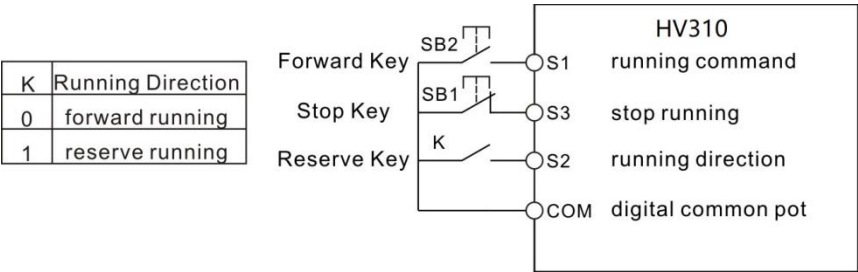 K Running Direction
0 forward running
1 reserve running
HV310
SB2
Forward Key S1 running command
SB1
Stop Key S3 stop running
K
Reserve Key S2 running direction
COM digital common pot